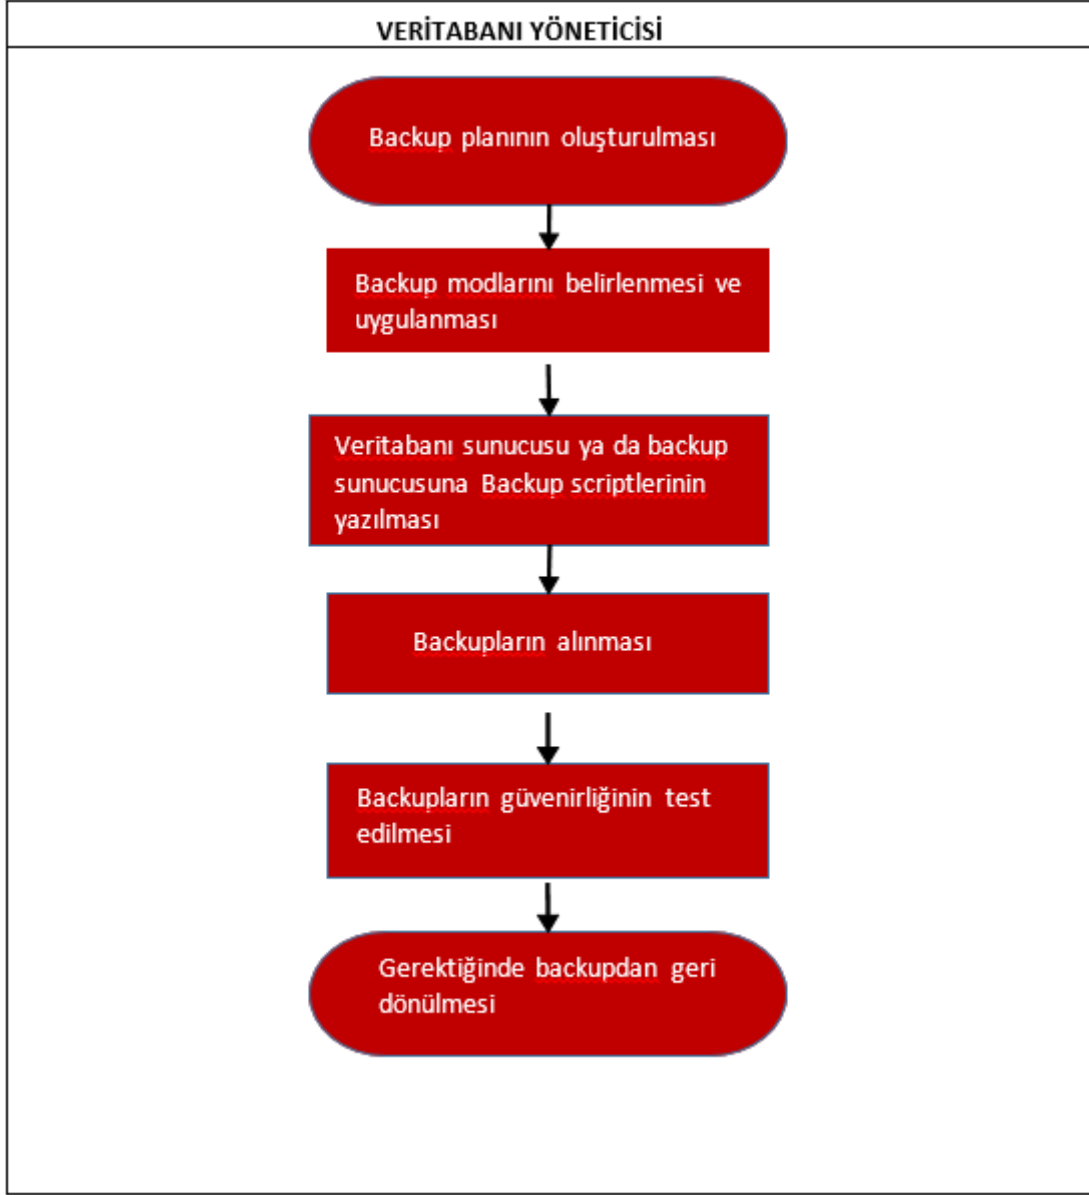 VERİTABANI YÖNETİCİSİ
Backup planının oluşturulması
Backup modlarını belirlenmesi ve
uygulanması
Veritabanı sunucusu ya da backup
sunucusuna Backup scriptlerinin
yazılması
Backupların alınması
Backupların güvenirliğinin test
edilmesi
Gerektiğinde backupdan geri
dönülmesi